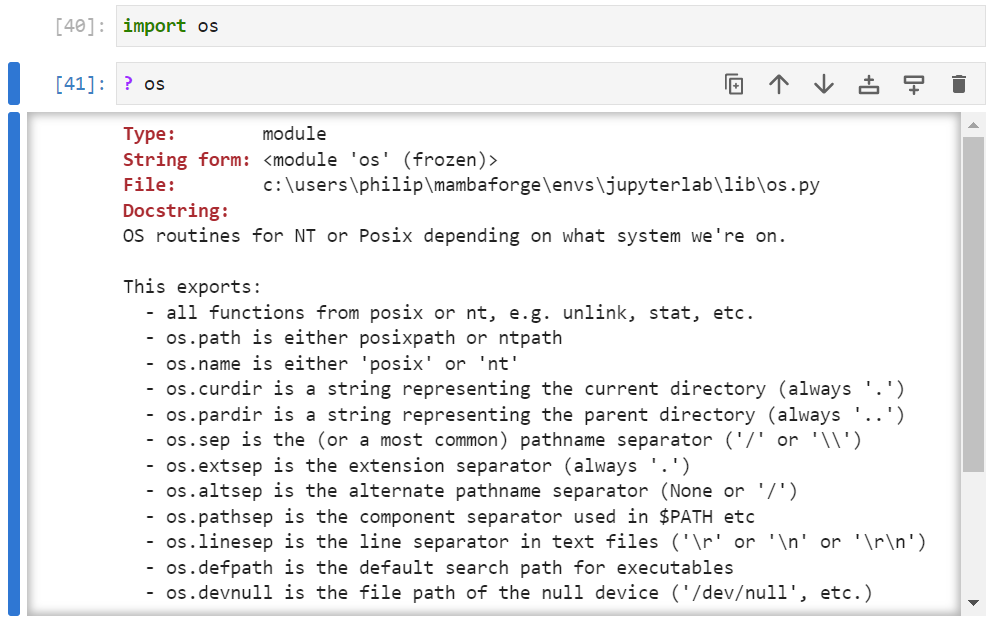 [40]: import os
[41]: ? os
Type: module
String form: <module 'os' (frozen)>
File: c:\users\philip\mambaforge\envs\jupyterlab\lib\os.py
Docstring:
OS routines for NT or Posix depending on what system we're on.
This exports:
- all functions from posix or nt, e.g. unlink, stat, etc.
- os.path is either posixpath or ntpath
- os.name is either 'posix' or 'nt'
- os.curdir is a string representing the current directory (always '.')
- os.pardir is a string representing the parent directory (always '..')
- os.sep is the (or a most common) pathname separator ('/' or '\\')
- os.extsep is the extension separator (always '.')
- os.altsep is the alternate pathname separator (None or '/')
- os.pathsep is the component separator used in $PATH etc
- os.linesep is the line separator in text files ('\r' or '\n' or '\r\n')
- os.defpath is the default search path for executables
- os.devnull is the file path of the null device ('/dev/null', etc.)